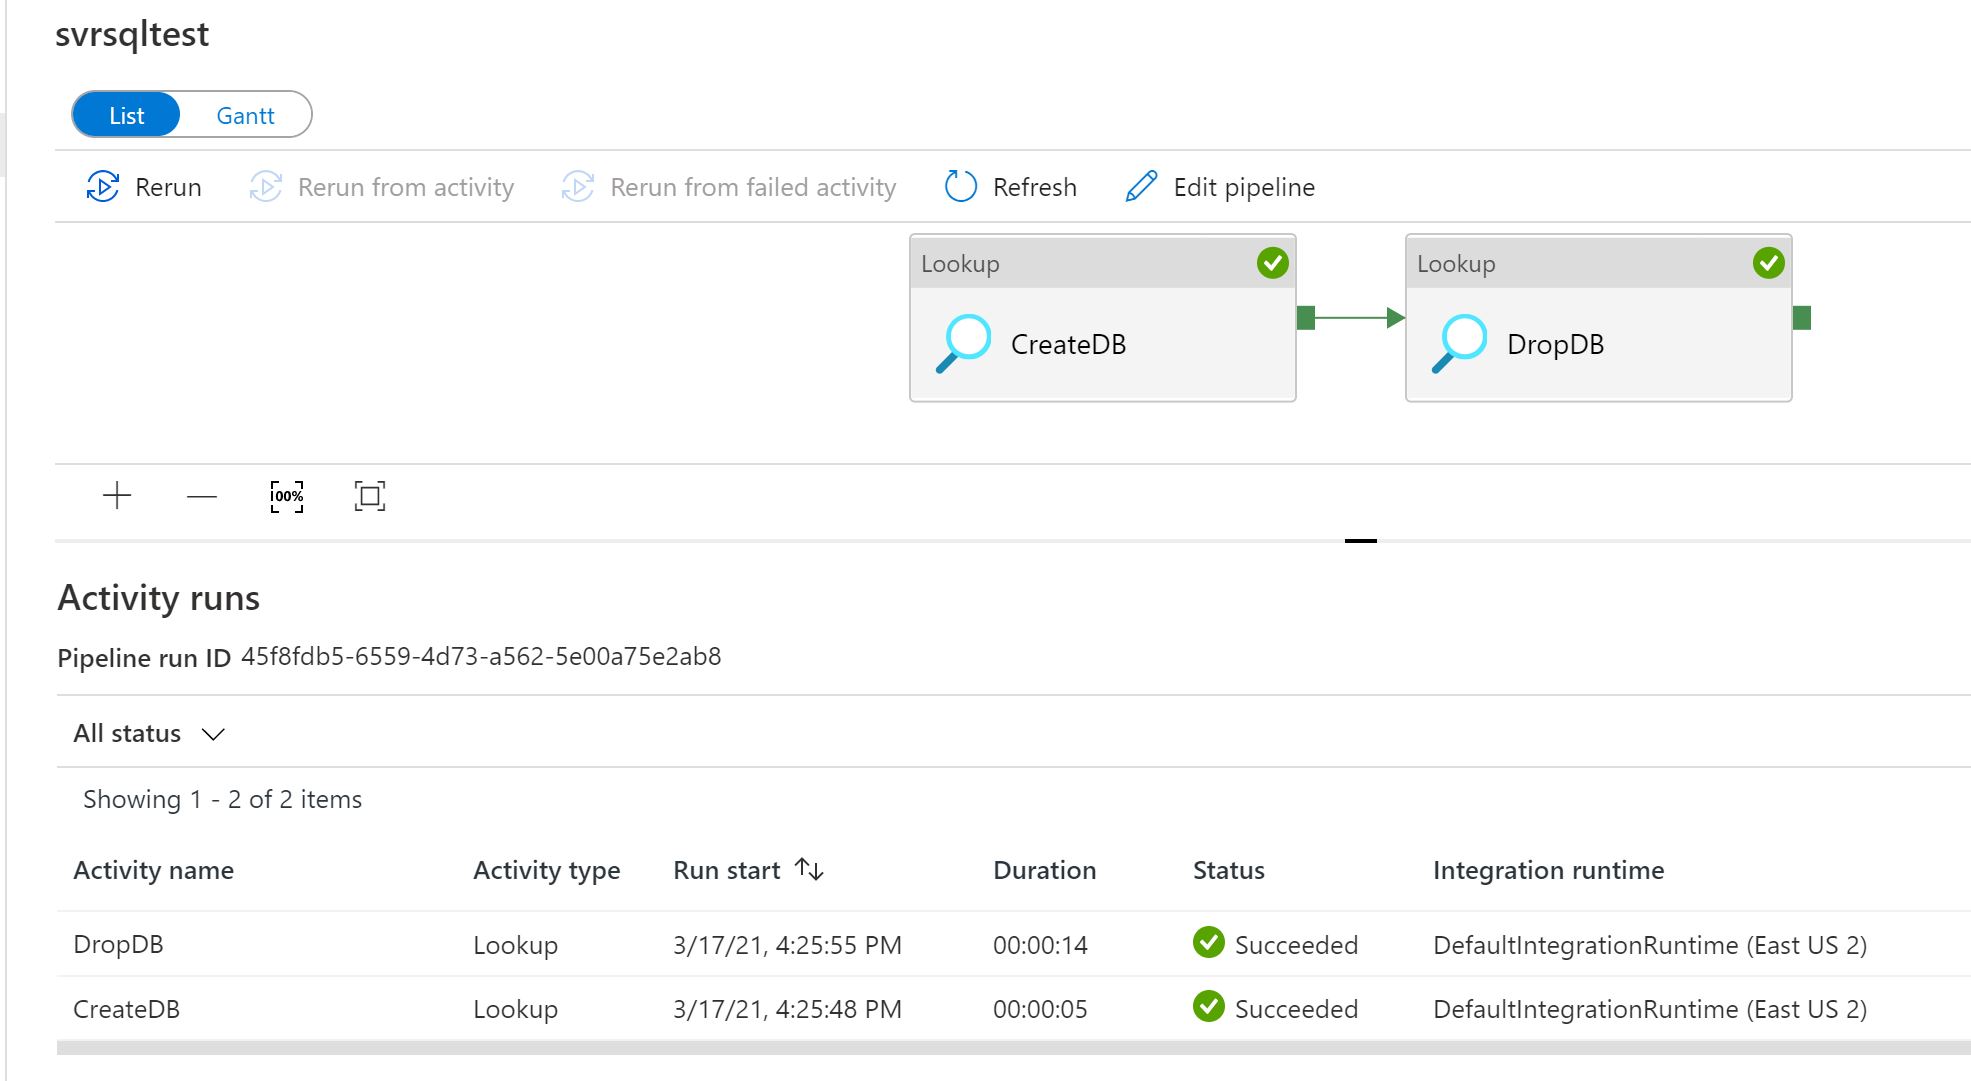 svrsqltest
List Gantt
Rerun Rerun from activity Rerun from failed activity Refresh Edit pipeline
Lookup Lookup
CreateDB DropDB
00%
Activity runs
Pipeline run ID 45f8fdb5-6559-4d73-a562-5e00a75e2ab8
All status
Showing 1 - 2 of 2 items
Activity name Activity type Run start Duration Status Integration runtime
DropDB Lookup 3/17/21, 4:25:55 PM 00:00:14 Succeeded DefaultIntegrationRuntime (East US 2)
CreateDB Lookup 3/17/21, 4:25:48 PM 00:00:05 Succeeded DefaultIntegrationRuntime (East US 2)